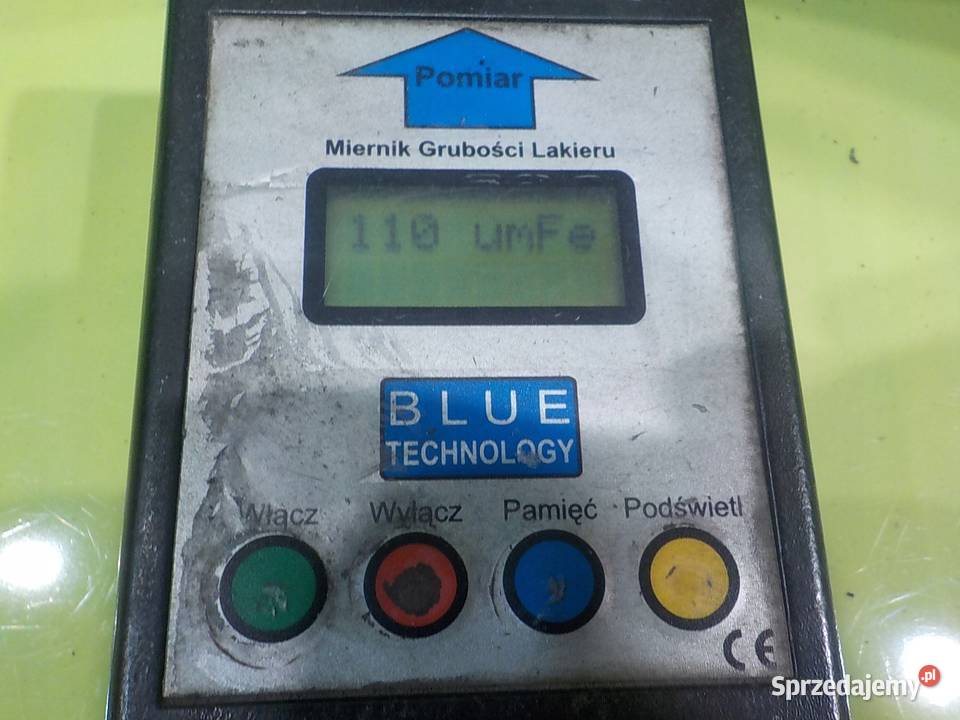 Pomiar
Miernik Grubości Lakieru
110 umFe
BLUE
TECHNOLOGY
Włącz Wyłącz Pamięć Podświetl
CE
Sprzedajemy.pl